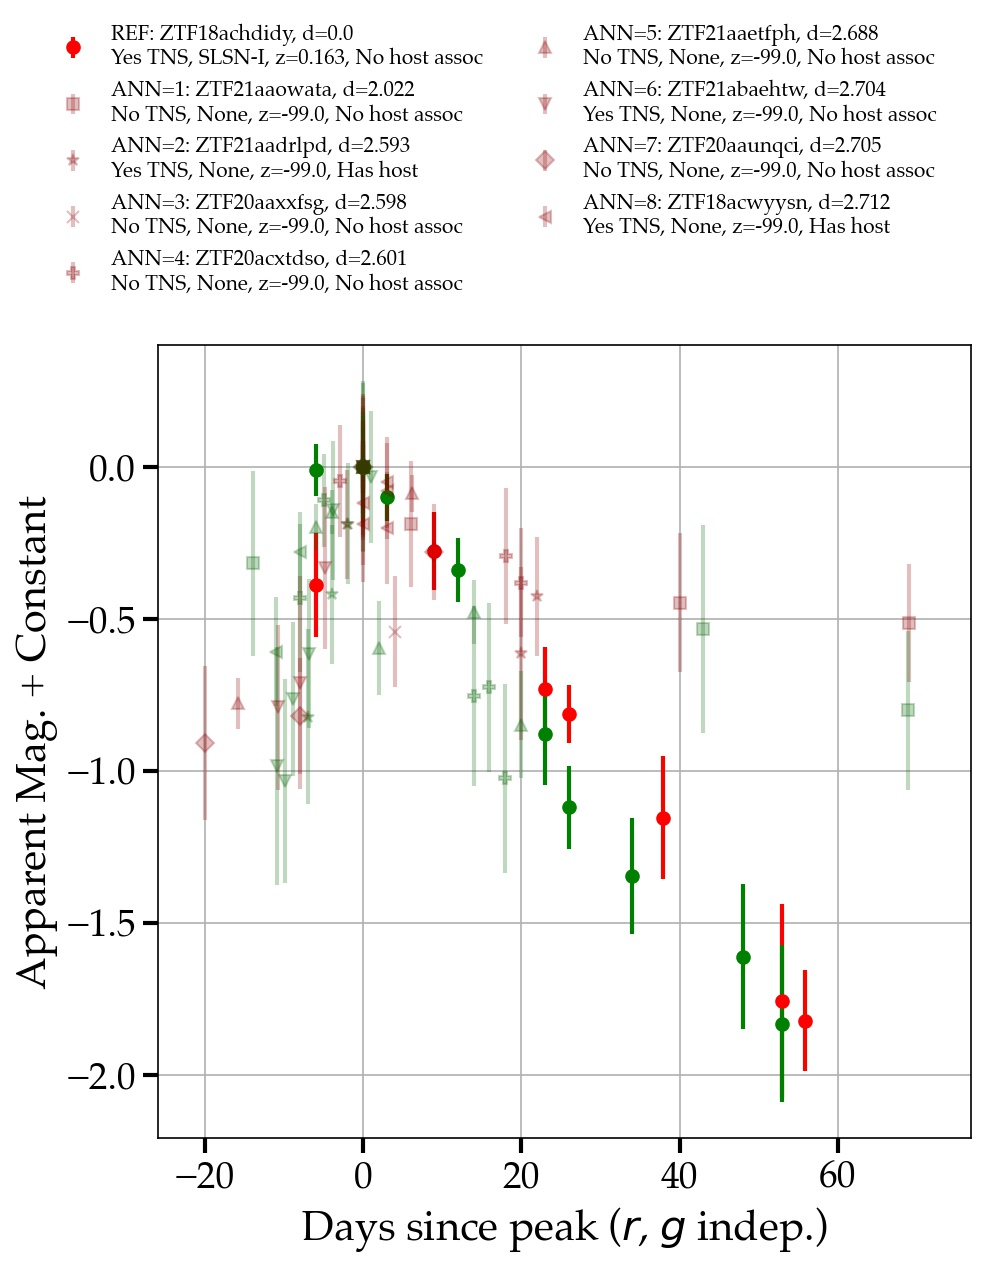 REF: ZTF18achdidy, d=0.0
Yes TNS, SLSN-I, z=0.163, No host assoc
ANN=1: ZTF21aaowata, d=2.022
No TNS, None, z=-99.0, No host assoc
ANN=2: ZTF21aadrlpd, d=2.593
Yes TNS, None, z=-99.0, Has host
ANN=3: ZTF20aaxxfsg, d=2.598
No TNS, None, z=-99.0, No host assoc
ANN=4: ZTF20acxtdso, d=2.601
No TNS, None, z=-99.0, No host assoc
ANN=5: ZTF21aaetfph, d=2.688
No TNS, None, z=-99.0, No host assoc
ANN=6: ZTF21abaehtw, d=2.704
Yes TNS, None, z=-99.0, No host assoc
ANN=7: ZTF20aaunqci, d=2.705
No TNS, None, z=-99.0, No host assoc
ANN=8: ZTF18acwyysn, d=2.712
Yes TNS, None, z=-99.0, Has host
Apparent Mag. + Constant
0.0
−0.5
−1.0
−1.5
−2.0
−20 0 20 40 60
Days since peak (r, g indep.)